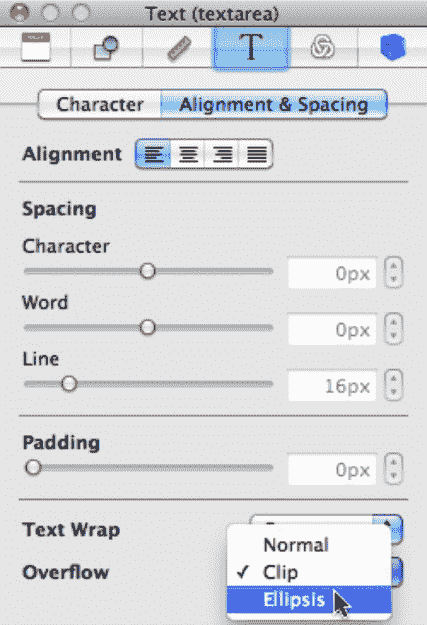 Text (textarea)
T
Character Alignment & Spacing
Alignment
Spacing
Character
0px
Word
0px
Line
16px
Padding
0px
Text Wrap
Normal
Overflow
Clip
Ellipsis